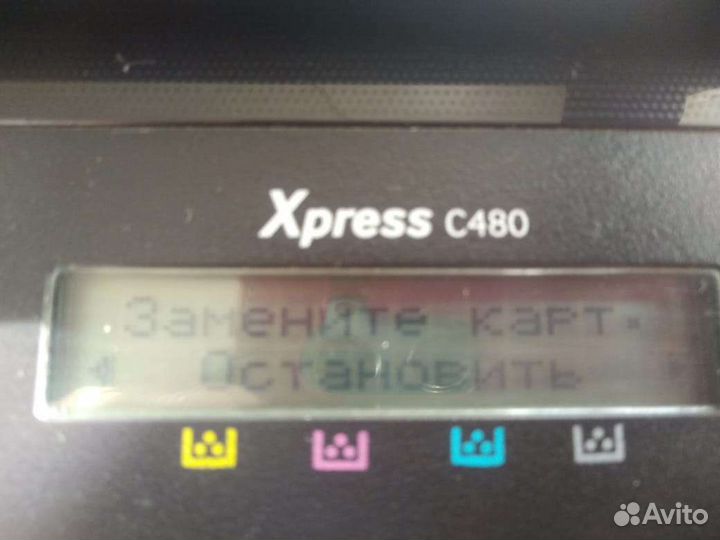 Xpress C480
Замените карт.
Остановить
Avito